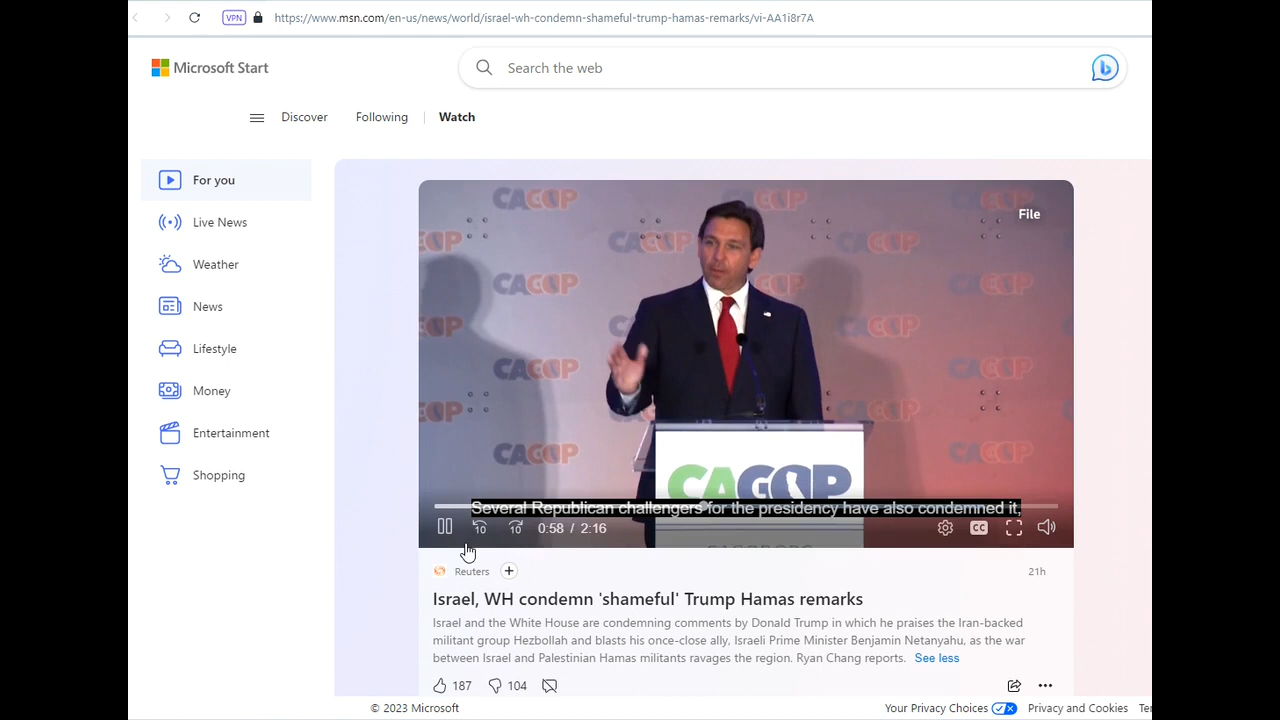 VPN
https://www.msn.com/en-us/news/world/israel-wh-condemn-shameful-trump-hamas-remarks/vi-AA1i8r7A
Microsoft Start
Search the web
Discover
Following
Watch
For you
Live News
Weather
News
Lifestyle
Money
Entertainment
Shopping
CAGOP
File
CAGOP
Several Republican challengers for the presidency have also condemned it,
10
10
0:58 / 2:16
CC
Reuters
21h
Israel, WH condemn 'shameful' Trump Hamas remarks
Israel and the White House are condemning comments by Donald Trump in which he praises the Iran-backed
militant group Hezbollah and blasts his once-close ally, Israeli Prime Minister Benjamin Netanyahu, as the war
between Israel and Palestinian Hamas militants ravages the region. Ryan Chang reports. See less
187
104
© 2023 Microsoft
Your Privacy Choices
Privacy and Cookies